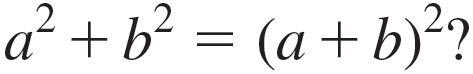 a² + b² = (a + b)²?